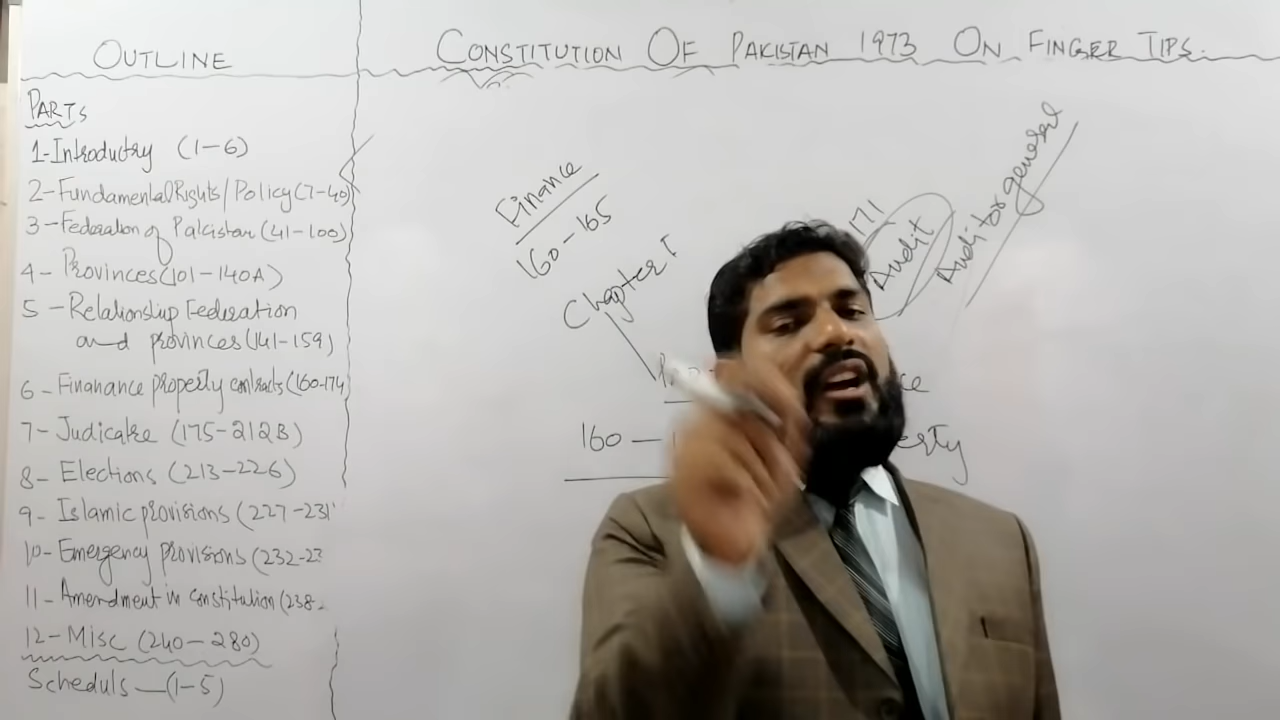 OUTLINE
CONSTITUTION OF PAKISTAN 1973 ON FINGER TIPS.
PARTS
1-Introductry (1-6)
2-Fundamental Rights/Policy (7-40)
3-Federation of Pakistan (41-100)
4-Provinces (101-140A)
5-Relationship Federation
and provinces (141-159)
6-Finanance property contracts (160-174
7-Judicatre (175-212B)
8-Elections (213-226)
9-Islamic provisions (227-231
10-Emergency provisions (232-23
11-Amendment in constitution (238-
12-Misc (240-280)
Scheduls-(1-5)
Finance
160-165
Chapter I
171
Audit
Auditor general
160-